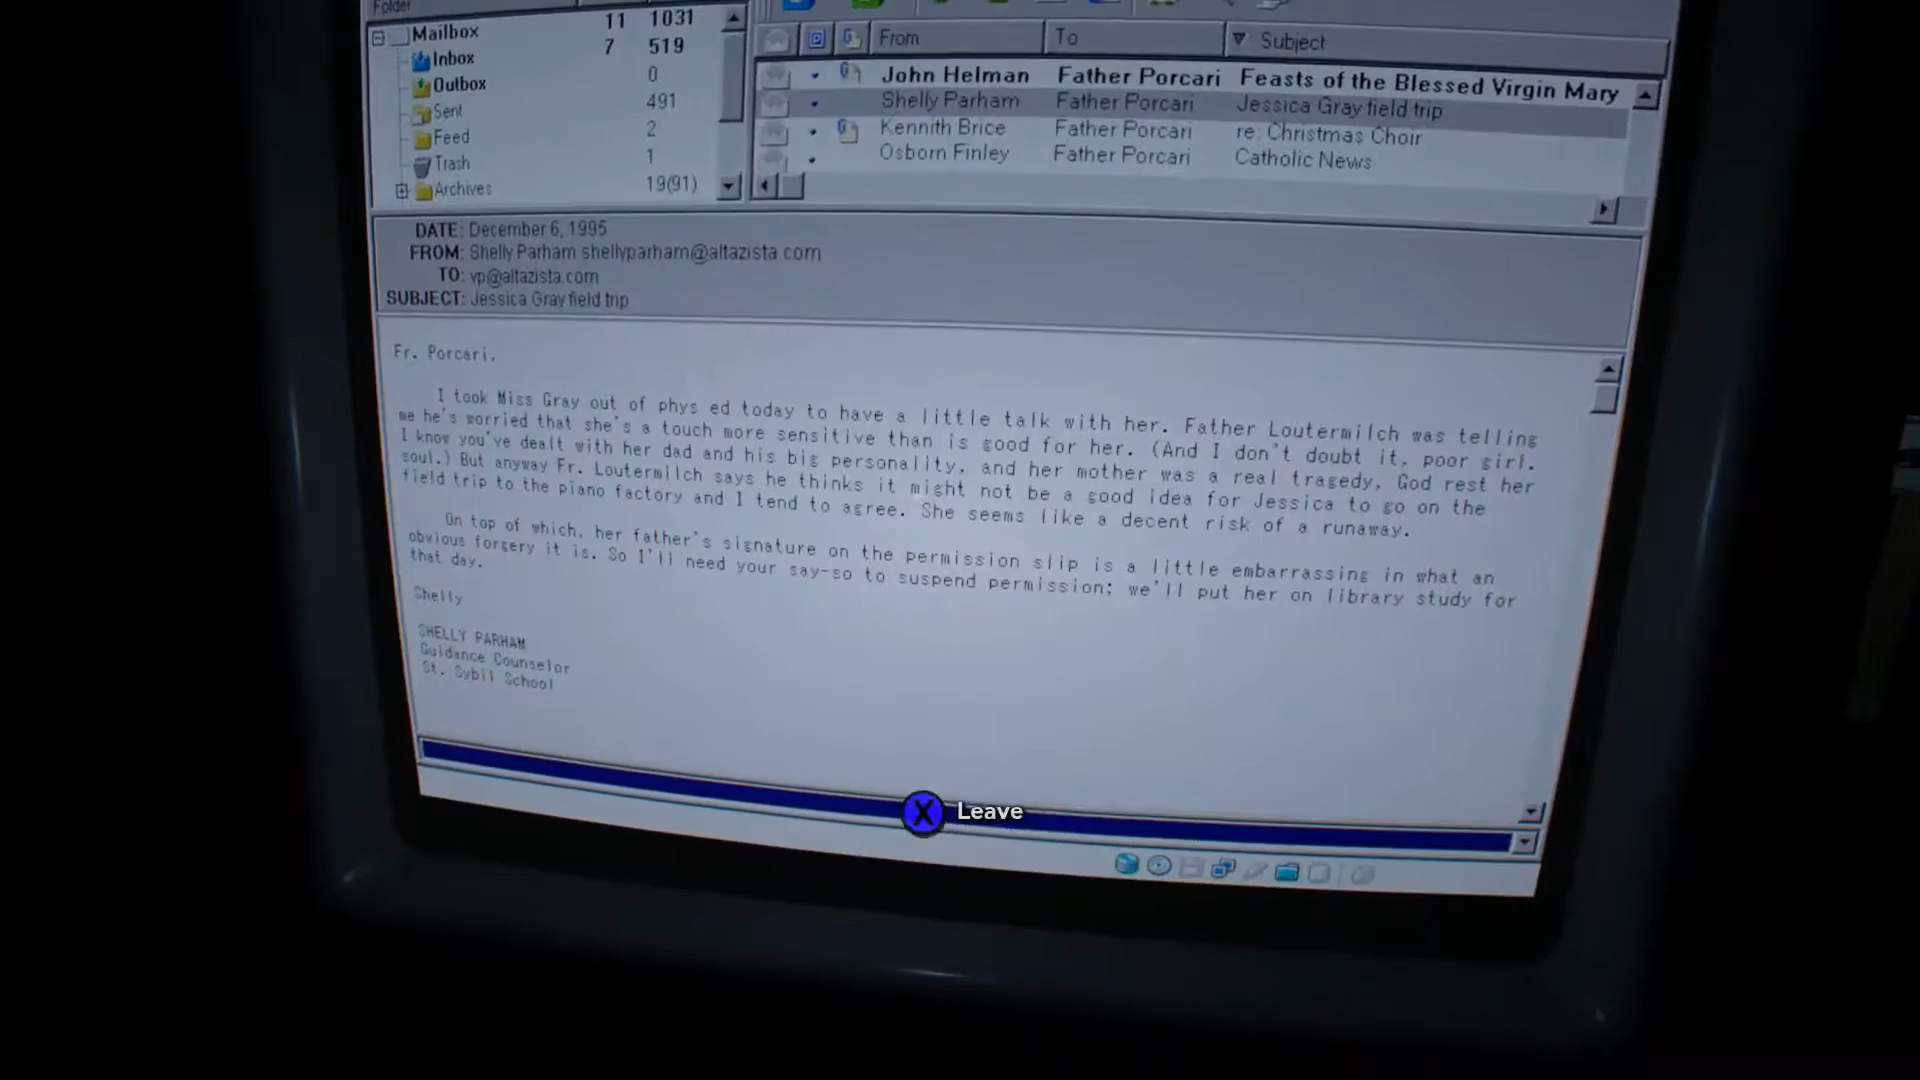 Folder
Mailbox 11 1031
Inbox 7 519
Outbox 0
Sent 491
Feed 2
Trash 1
Archives 19(91)
From To Subject
John Helman Father Porcari Feasts of the Blessed Virgin Mary
Shelly Parham Father Porcari Jessica Gray field trip
Kennith Brice Father Porcari re: Christmas Choir
Osborn Finley Father Porcari Catholic News
DATE: December 6, 1995
FROM: Shelly Parham shellyparham@altazista.com
TO: vp@altazista.com
SUBJECT: Jessica Gray field trip
Fr. Porcari.
I took Miss Gray out of phys ed today to have a little talk with her. Father Loutermilch was telling
me he's worried that she's a touch more sensitive than is good for her. (And I don't doubt it, poor girl.
I know you've dealt with her dad and his big personality, and her mother was a real tragedy, God rest her
soul.) But anyway Fr. Loutermilch says he thinks it might not be a good idea for Jessica to go on the
field trip to the piano factory and I tend to agree. She seems like a decent risk of a runaway.
On top of which, her father's signature on the permission slip is a little embarrassing in what an
obvious forgery it is. So I'll need your say-so to suspend permission; we'll put her on library study for
that day.
Shelly
SHELLY PARHAM
Guidance Counselor
St. Sybil School
X Leave